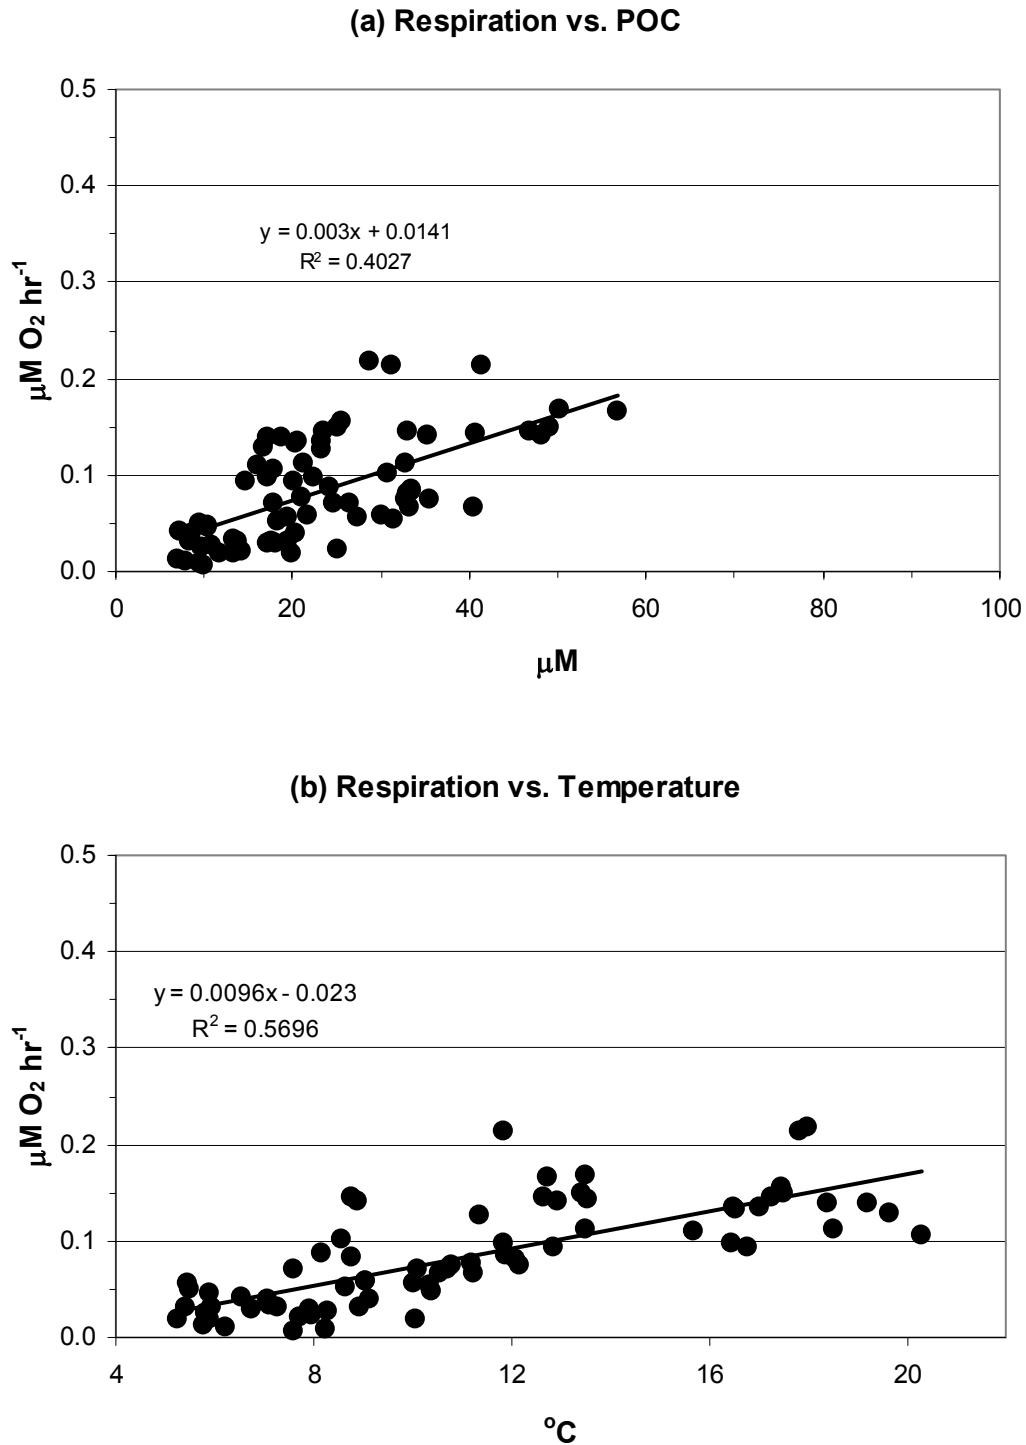 (a) Respiration vs. POC
0.5
0.4
0.3
0.2
0.1
0.0
μM O₂ hr⁻¹
y = 0.003x + 0.0141
R² = 0.4027
0 20 40 60 80 100
μM
(b) Respiration vs. Temperature
0.5
0.4
0.3
0.2
0.1
0.0
μM O₂ hr⁻¹
y = 0.0096x - 0.023
R² = 0.5696
4 8 12 16 20
°C